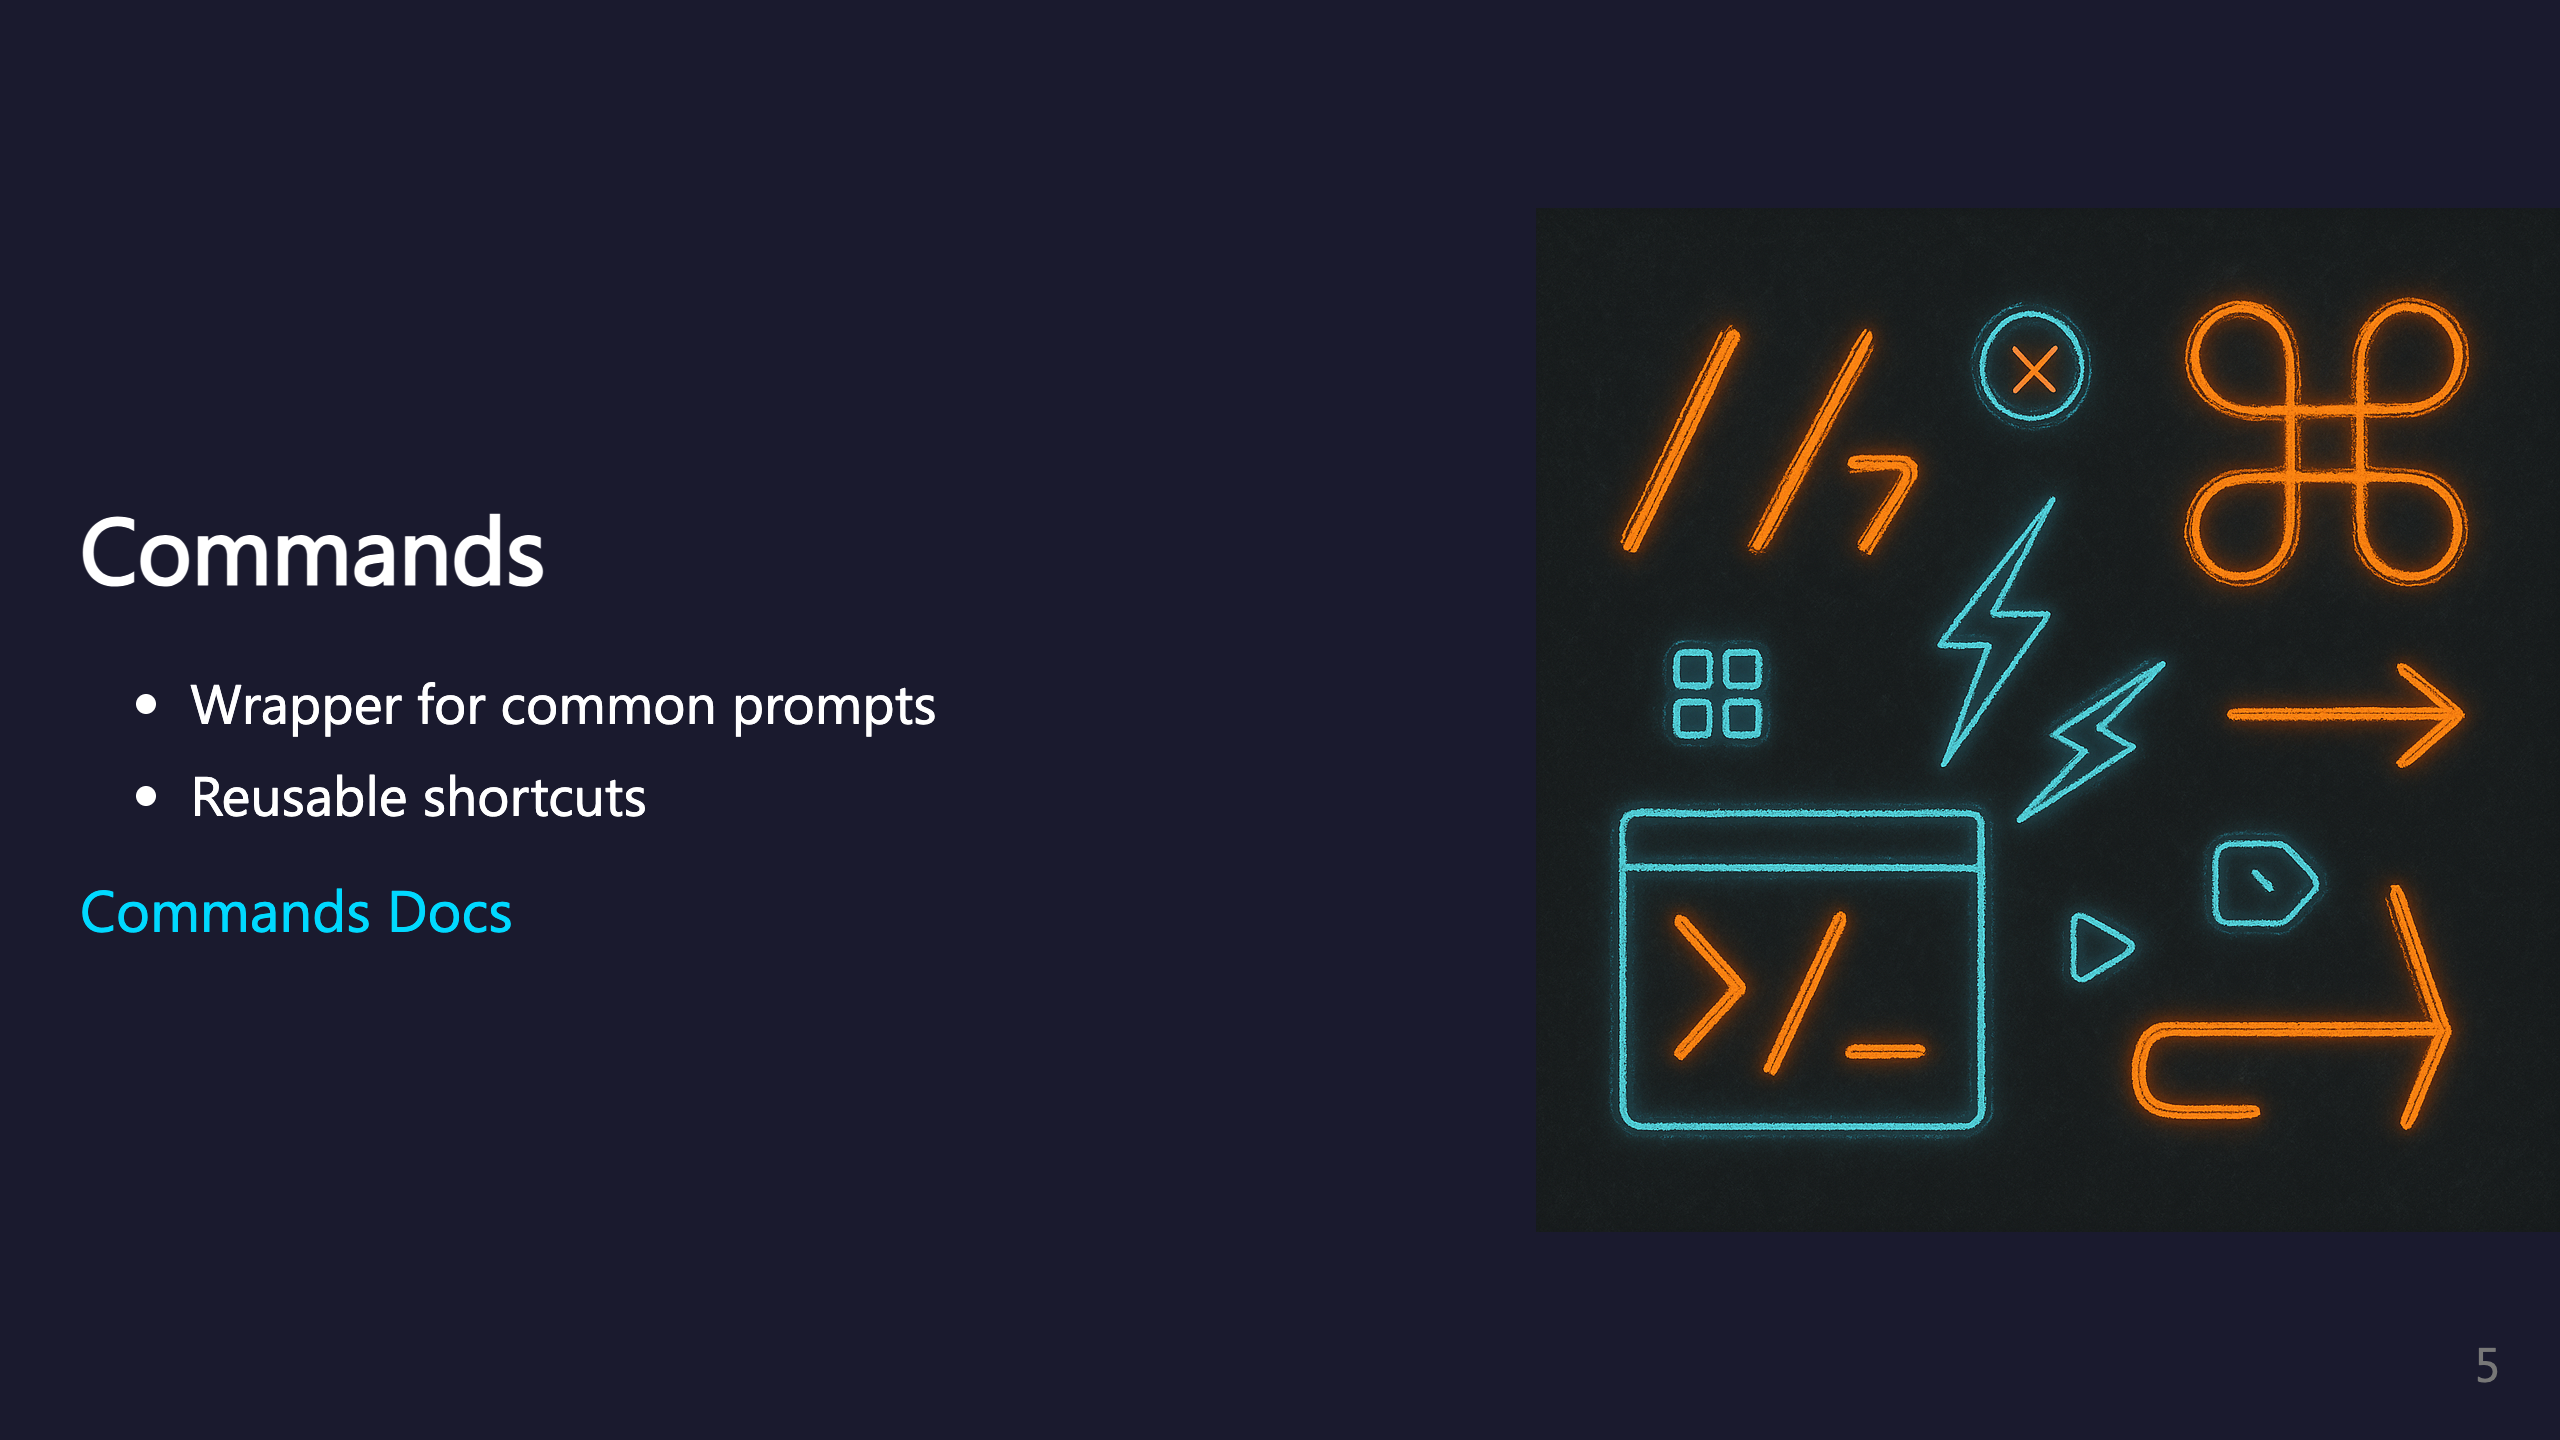 Commands
• Wrapper for common prompts
• Reusable shortcuts
Commands Docs
>/_
5